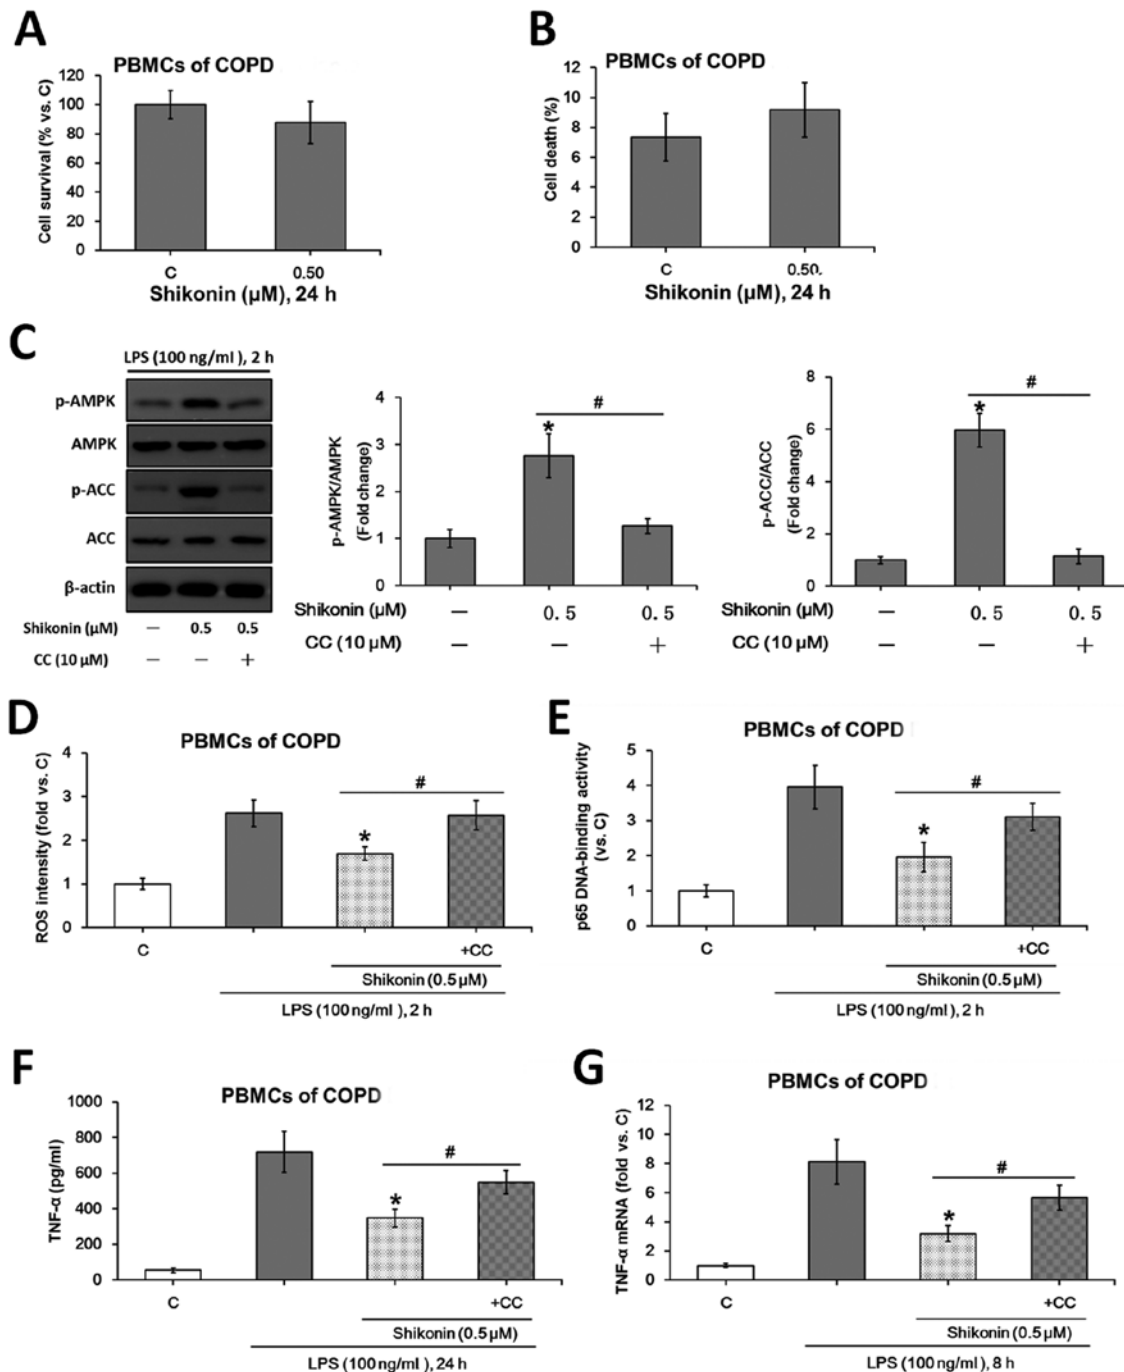 A
PBMCs of COPD
Cell survival (% vs. C)
120
100
80
60
40
20
0
C 0.50
Shikonin (μM), 24 h
B
PBMCs of COPD
Cell death (%)
12
10
8
6
4
2
0
C 0.50.
Shikonin (μM), 24 h
C
LPS (100 ng/ml), 2 h
p-AMPK
AMPK
p-ACC
ACC
β-actin
Shikonin (μM) — 0.5 0.5
CC (10 μM) — — +
p-AMPK/AMPK
(Fold change)
4
3
2
1
0
*
#
Shikonin (μM) — 0.5 0.5
CC (10 μM) — — +
p-ACC/ACC
(Fold change)
8
6
4
2
0
*
#
Shikonin (μM) — 0.5 0.5
CC (10 μM) — — +
D
PBMCs of COPD
ROS intensity (fold vs. C)
4
3
2
1
0
*
#
C +CC
Shikonin (0.5 μM)
LPS (100 ng/ml), 2 h
E
PBMCs of COPD
p65 DNA-binding activity
(vs. C)
5
4
3
2
1
0
*
#
C +CC
Shikonin (0.5 μM)
LPS (100 ng/ml), 2 h
F
PBMCs of COPD
TNF-α (pg/ml)
1000
800
600
400
200
0
*
#
C +CC
Shikonin (0.5 μM)
LPS (100 ng/ml), 24 h
G
PBMCs of COPD
TNF-α mRNA (fold vs. C)
12
10
8
6
4
2
0
*
#
C +CC
Shikonin (0.5 μM)
LPS (100 ng/ml), 8 h